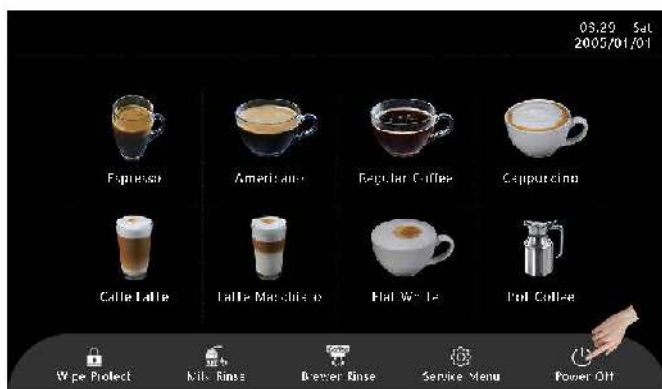 03:29 Sat
2005/01/01
Espresso
Americano
Regular Coffee
Cappuccino
Caffe Latte
Latte Macchiato
Flat White
Pot Coffee
Wipe Protect
Milk Rinse
Brewer Rinse
Service Menu
Power Off